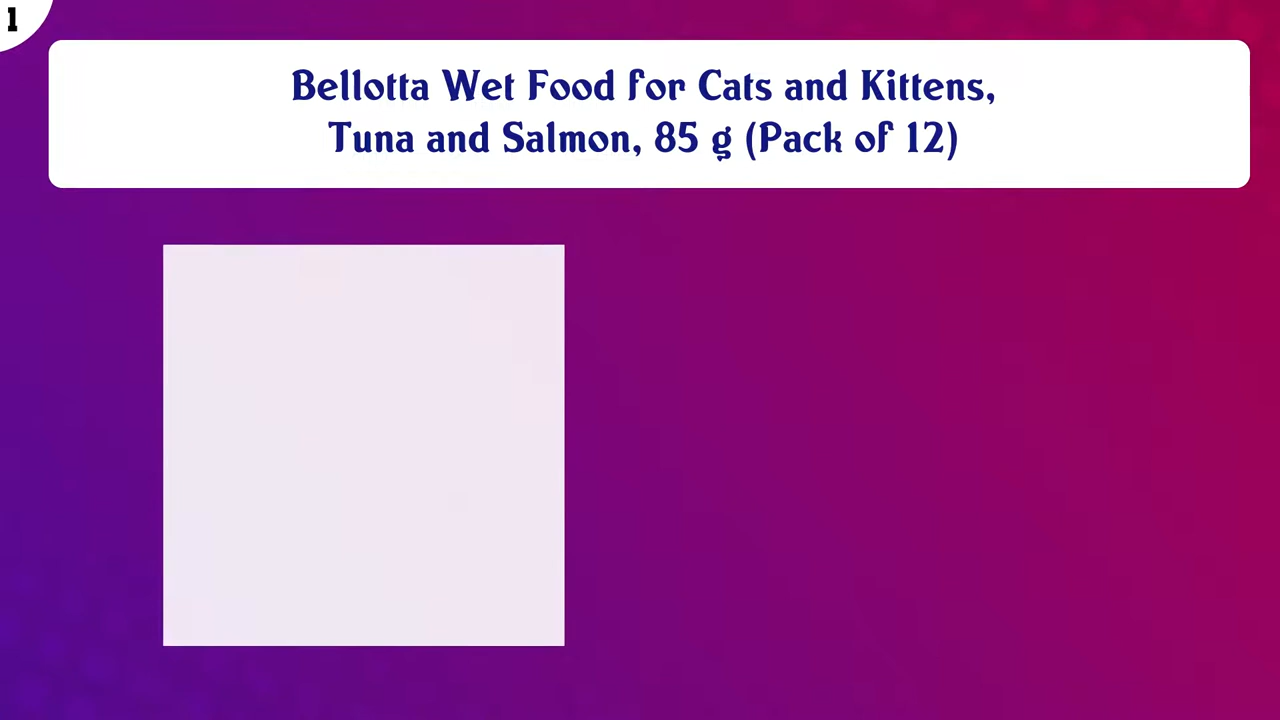 1
Bellotta Wet Food for Cats and Kittens,
Tuna and Salmon, 85 g (Pack of 12)